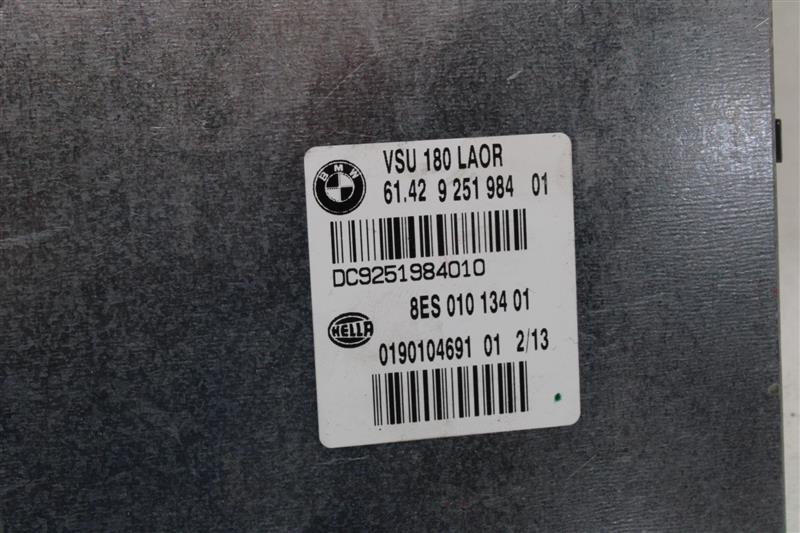 BMW
VSU 180 LAOR
61.42 9 251 984 01
DC9251984010
8ES 010 134 01
HELLA
0190104691 01 2/13